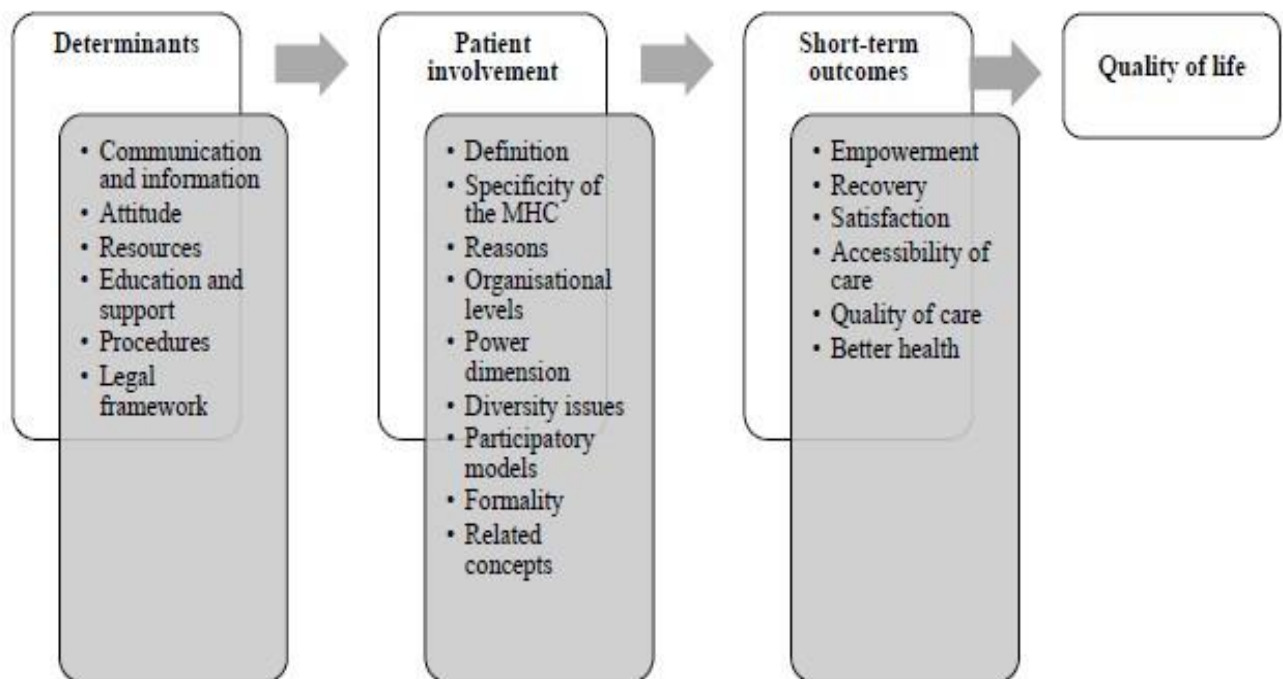 Determinants
• Communication
and information
• Attitude
• Resources
• Education and
support
• Procedures
• Legal
framework
Patient
involvement
• Definition
• Specificity of
the MHC
• Reasons
• Organisational
levels
• Power
dimension
• Diversity issues
• Participatory
models
• Formality
• Related
concepts
Short-term
outcomes
• Empowerment
• Recovery
• Satisfaction
• Accessibility of
care
• Quality of care
• Better health
Quality of life